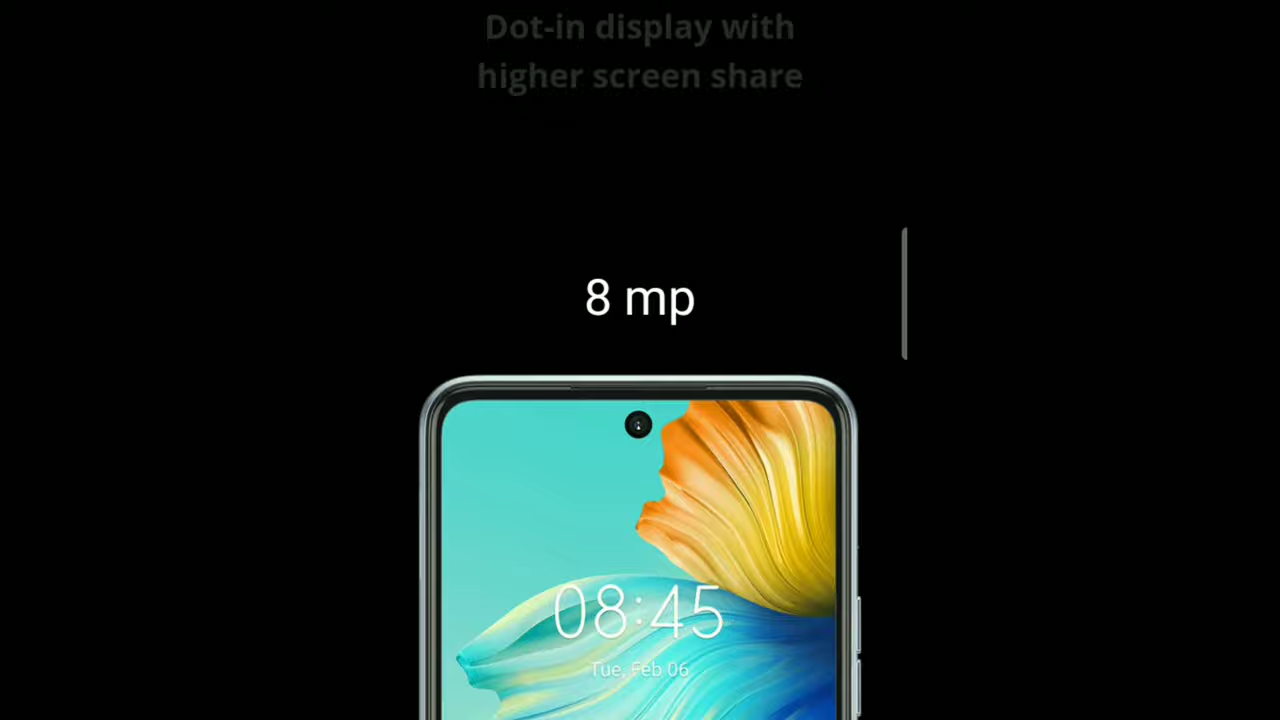 Dot-in display with
higher screen share
8 mp
08:45
Tue, Feb 06